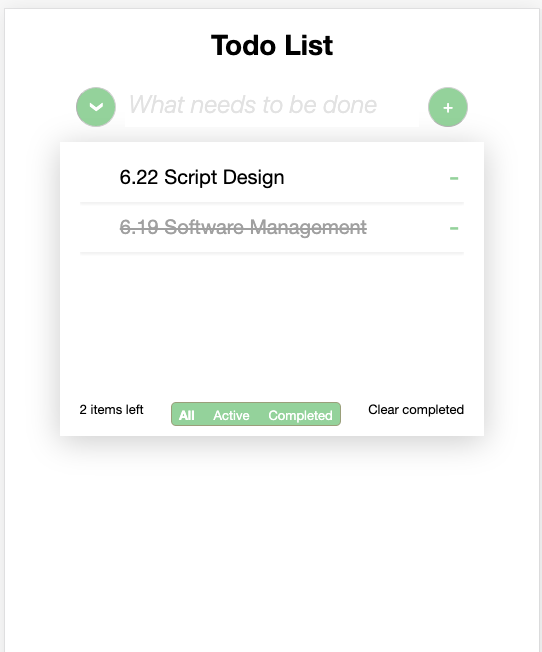 Todo List
What needs to be done
+
6.22 Script Design
-
6.19 Software Management
-
2 items left
All Active Completed
Clear completed